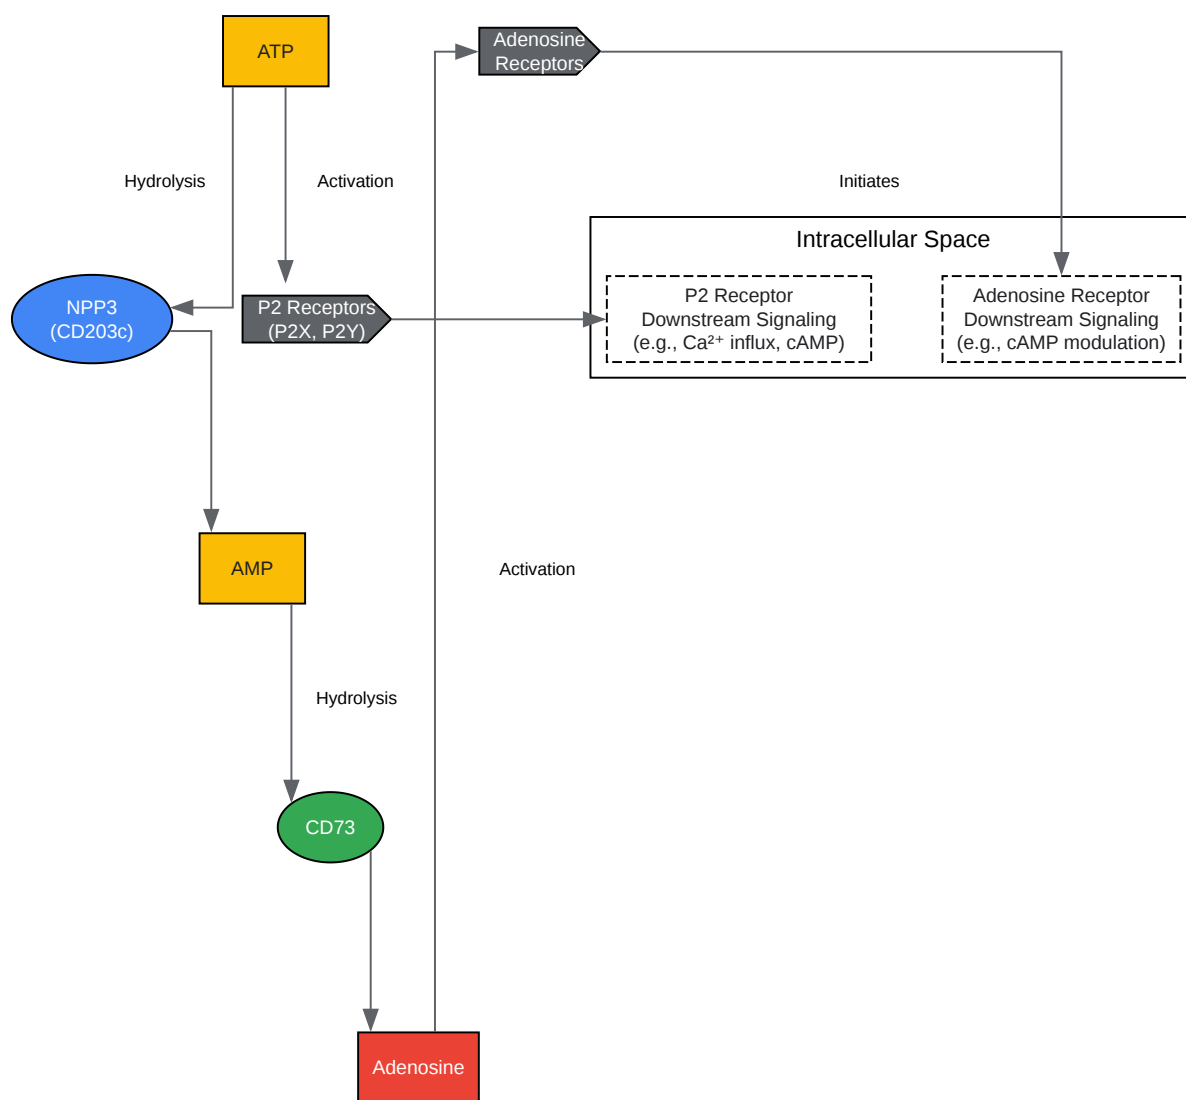 ATP
Adenosine
Receptors
Hydrolysis
Activation
Initiates
Intracellular Space
NPP3
(CD203c)
P2 Receptors
(P2X, P2Y)
P2 Receptor
Downstream Signaling
(e.g., Ca²⁺ influx, cAMP)
Adenosine Receptor
Downstream Signaling
(e.g., cAMP modulation)
AMP
Activation
Hydrolysis
CD73
Adenosine